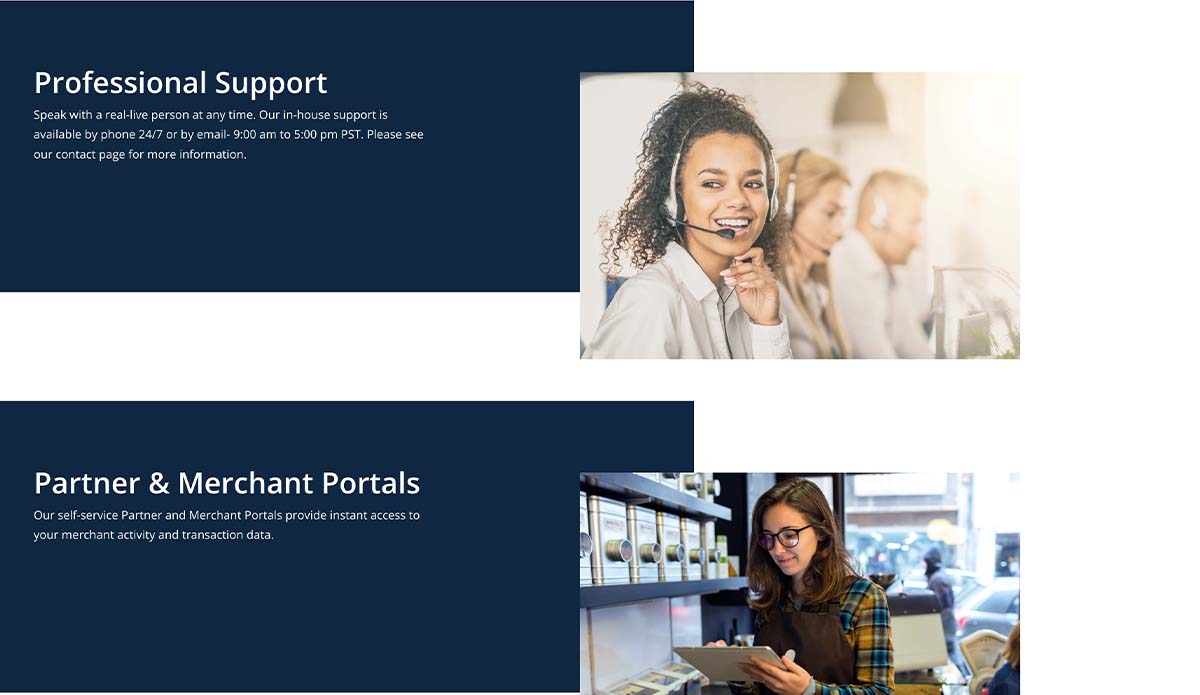 Professional Support
Speak with a real-live person at any time. Our in-house support is
available by phone 24/7 or by email- 9:00 am to 5:00 pm PST. Please see
our contact page for more information.
Partner & Merchant Portals
Our self-service Partner and Merchant Portals provide instant access to
your merchant activity and transaction data.